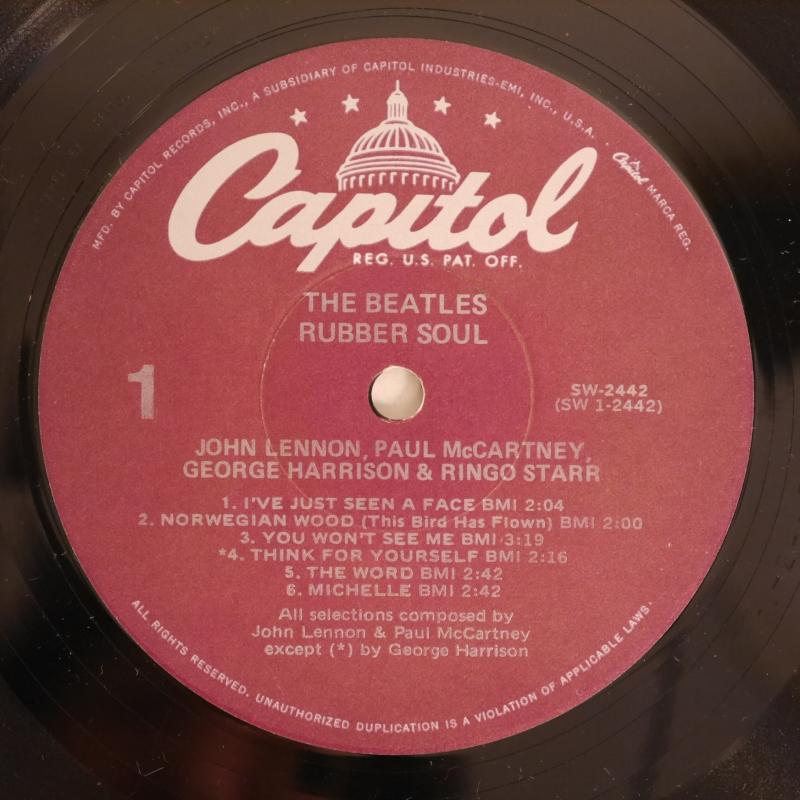 MFD. BY CAPITOL RECORDS, INC., A SUBSIDIARY OF CAPITOL INDUSTRIES-EMI, INC., U.S.A. · Capitol MARCA REG.
Capitol
REG. U.S. PAT. OFF.
THE BEATLES
RUBBER SOUL
1
SW-2442
(SW 1-2442)
JOHN LENNON, PAUL McCARTNEY,
GEORGE HARRISON & RINGO STARR
1. I'VE JUST SEEN A FACE BMI 2:04
2. NORWEGIAN WOOD (This Bird Has Flown) BMI 2:00
3. YOU WON'T SEE ME BMI 3:19
*4. THINK FOR YOURSELF BMI 2:16
5. THE WORD BMI 2:42
6. MICHELLE BMI 2:42
All selections composed by
John Lennon & Paul McCartney
except (*) by George Harrison
ALL RIGHTS RESERVED. UNAUTHORIZED DUPLICATION IS A VIOLATION OF APPLICABLE LAWS.